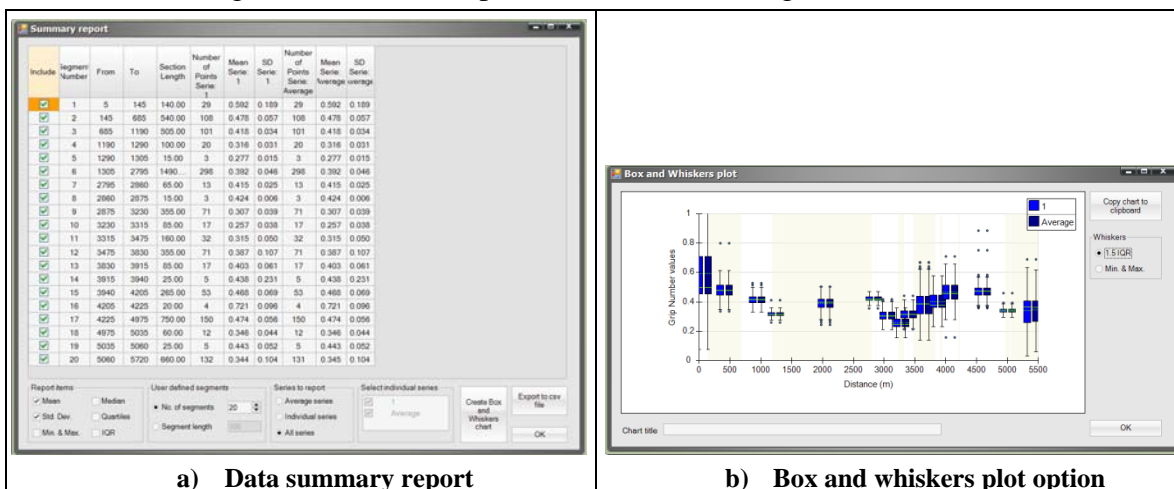 Summary report
Include Segment Number From To Section Length Number of Points Serie: 1 Mean Serie: 1 SD Serie: 1 Number of Points Serie: Average Mean Serie: Average SD Serie: average
1 5 145 140.00 29 0.592 0.189 29 0.592 0.189
2 145 685 540.00 108 0.478 0.057 108 0.478 0.057
3 685 1190 505.00 101 0.418 0.034 101 0.418 0.034
4 1190 1290 100.00 20 0.316 0.031 20 0.316 0.031
5 1290 1305 15.00 3 0.277 0.015 3 0.277 0.015
6 1305 2795 1490... 298 0.392 0.046 298 0.392 0.046
7 2795 2860 65.00 13 0.415 0.025 13 0.415 0.025
8 2860 2875 15.00 3 0.424 0.006 3 0.424 0.006
9 2875 3230 355.00 71 0.307 0.039 71 0.307 0.039
10 3230 3315 85.00 17 0.257 0.038 17 0.257 0.038
11 3315 3475 160.00 32 0.315 0.050 32 0.315 0.050
12 3475 3830 355.00 71 0.387 0.107 71 0.387 0.107
13 3830 3915 85.00 17 0.403 0.061 17 0.403 0.061
14 3915 3940 25.00 5 0.438 0.231 5 0.438 0.231
15 3940 4205 265.00 53 0.468 0.069 53 0.468 0.069
16 4205 4225 20.00 4 0.721 0.096 4 0.721 0.096
17 4225 4975 750.00 150 0.474 0.056 150 0.474 0.056
18 4975 5035 60.00 12 0.346 0.044 12 0.346 0.044
19 5035 5060 25.00 5 0.443 0.052 5 0.443 0.052
20 5060 5720 660.00 132 0.344 0.104 131 0.345 0.104
Report items
Mean Median
Std. Dev. Quartiles
Min. & Max. IQR
User defined segments
No. of segments 20
Segment length
Series to report
Average series
Individual series
All series
Select individual series
1
Average
Create Box and Whiskers chart
Export to csv file
OK
a) Data summary report
Box and Whiskers plot
Grip Number values
1
0.8
0.6
0.4
0.2
0
0 500 1000 1500 2000 2500 3000 3500 4000 4500 5000 5500
Distance (m)
1
Average
Copy chart to clipboard
Whiskers
1.5 IQR
Min. & Max.
Chart title
OK
b) Box and whiskers plot option